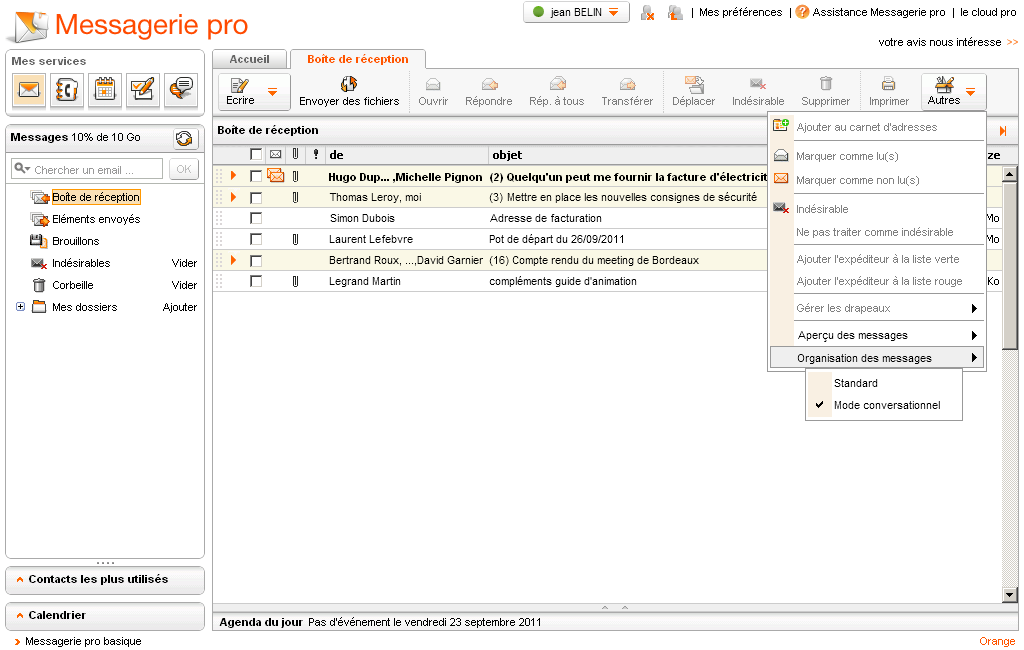 jean BELIN
Mes préférences | ? Assistance Messagerie pro | le cloud pro
Messagerie pro
votre avis nous intéresse >>
Mes services
Accueil
Boîte de réception
Ecrire
Envoyer des fichiers
Ouvrir
Répondre
Rép. à tous
Transférer
Déplacer
Indésirable
Supprimer
Imprimer
Autres
Messages 10% de 10 Go
Chercher un email ...
OK
Boîte de réception
Eléments envoyés
Brouillons
Indésirables Vider
Corbeille Vider
Mes dossiers Ajouter
Boîte de réception
! de objet ze
Hugo Dup... ,Michelle Pignon (2) Quelqu'un peut me fournir la facture d'électricit
Thomas Leroy, moi (3) Mettre en place les nouvelles consignes de sécurité
Simon Dubois Adresse de facturation Mo
Laurent Lefebvre Pot de départ du 26/09/2011 Mo
Bertrand Roux, ...,David Garnier (16) Compte rendu du meeting de Bordeaux
Legrand Martin compléments guide d'animation Ko
Ajouter au carnet d'adresses
Marquer comme lu(s)
Marquer comme non lu(s)
Indésirable
Ne pas traiter comme indésirable
Ajouter l'expéditeur à la liste verte
Ajouter l'expéditeur à la liste rouge
Gérer les drapeaux
Aperçu des messages
Organisation des messages
Standard
Mode conversationnel
Contacts les plus utilisés
Calendrier
Agenda du jour Pas d'événement le vendredi 23 septembre 2011
Messagerie pro basique
Orange